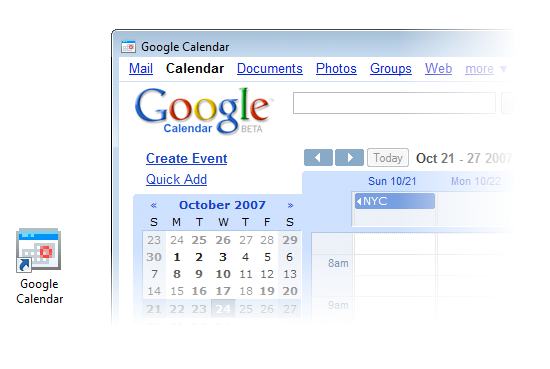 Google Calendar
Mail Calendar Documents Photos Groups Web more ▼
Google
Calendar BETA
Create Event
Quick Add
Today Oct 21 - 27 2007
Sun 10/21 Mon 10/22
NYC
8am
9am
« October 2007 »
S M T W T F S
23 24 25 26 27 28 29
30 1 2 3 4 5 6
7 8 9 10 11 12 13
14 15 16 17 18 19 20
21 22 23 24 25 26 27
Google
Calendar